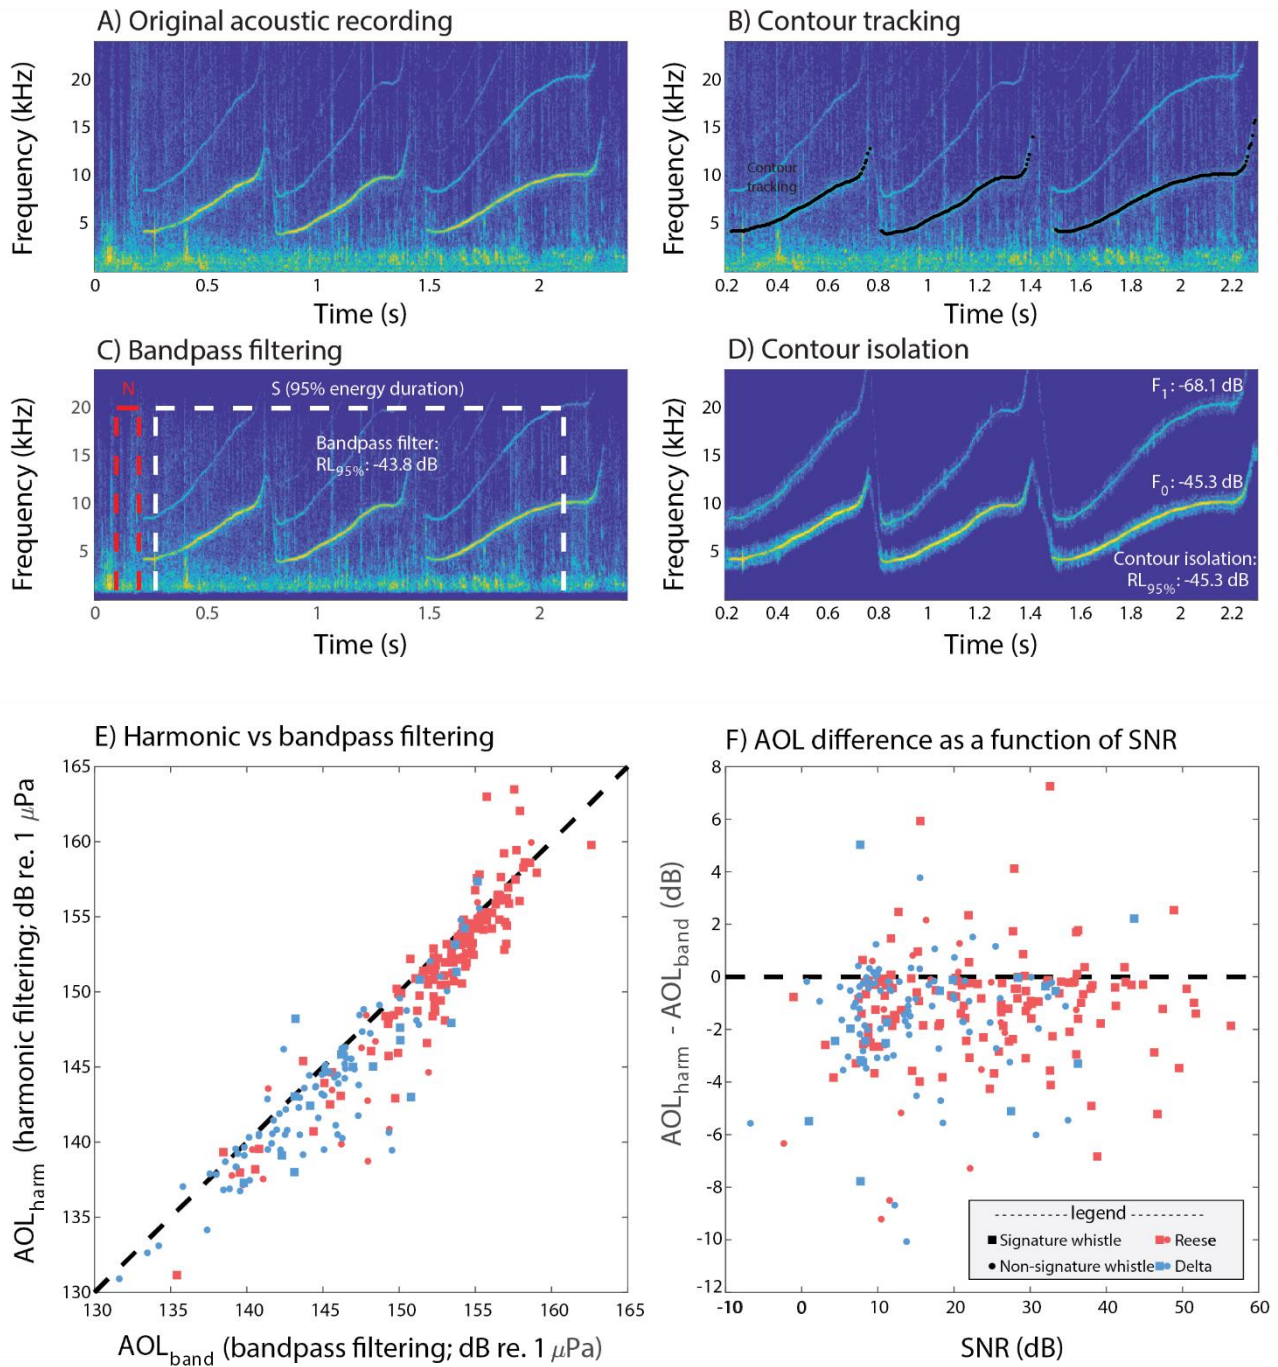 A) Original acoustic recording
Frequency (kHz)
20
15
10
5
0
0.5
1
1.5
2
Time (s)
B) Contour tracking
Frequency (kHz)
20
15
10
5
Contour
tracking
0.2
0.4
0.6
0.8
1
1.2
1.4
1.6
1.8
2
2.2
Time (s)
C) Bandpass filtering
Frequency (kHz)
20
15
10
5
N
S (95% energy duration)
Bandpass filter:
RL95%: -43.8 dB
0
0.5
1
1.5
2
Time (s)
D) Contour isolation
Frequency (kHz)
20
15
10
5
F1: -68.1 dB
F0: -45.3 dB
Contour isolation:
RL95%: -45.3 dB
0.2
0.4
0.6
0.8
1
1.2
1.4
1.6
1.8
2
2.2
Time (s)
E) Harmonic vs bandpass filtering
AOLharm (harmonic filtering; dB re. 1 μPa)
165
160
155
150
145
140
135
130
130
135
140
145
150
155
160
165
AOLband (bandpass filtering; dB re. 1 μPa)
F) AOL difference as a function of SNR
AOLharm - AOLband (dB)
8
6
4
2
0
-2
-4
-6
-8
-10
-12
legend
Signature whistle
Reese
Non-signature whistle
Delta
-10
0
10
20
30
40
50
60
SNR (dB)